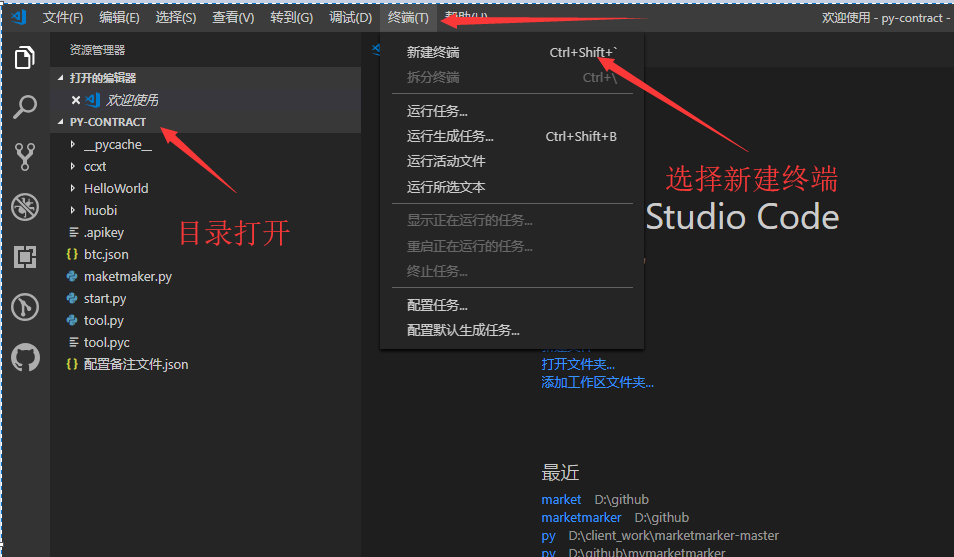 文件(F) 编辑(E) 选择(S) 查看(V) 转到(G) 调试(D) 终端(T) 帮助(H) 欢迎使用 - py-contract -
资源管理器
打开的编辑器
欢迎使用
PY-CONTRACT
__pycache__
ccxt
HelloWorld
huobi
.apikey
btc.json
maketmaker.py
start.py
tool.py
tool.pyc
配置备注文件.json
目录打开
新建终端 Ctrl+Shift+`
拆分终端 Ctrl+\
运行任务...
运行生成任务... Ctrl+Shift+B
运行活动文件
运行所选文本
显示正在运行的任务...
重启正在运行的任务...
终止任务...
配置任务...
配置默认生成任务...
选择新建终端
Studio Code
打开文件夹...
添加工作区文件夹...
最近
market D:\github
marketmarker D:\github
py D:\client_work\marketmarker-master
py D:\github\mymarketmarker